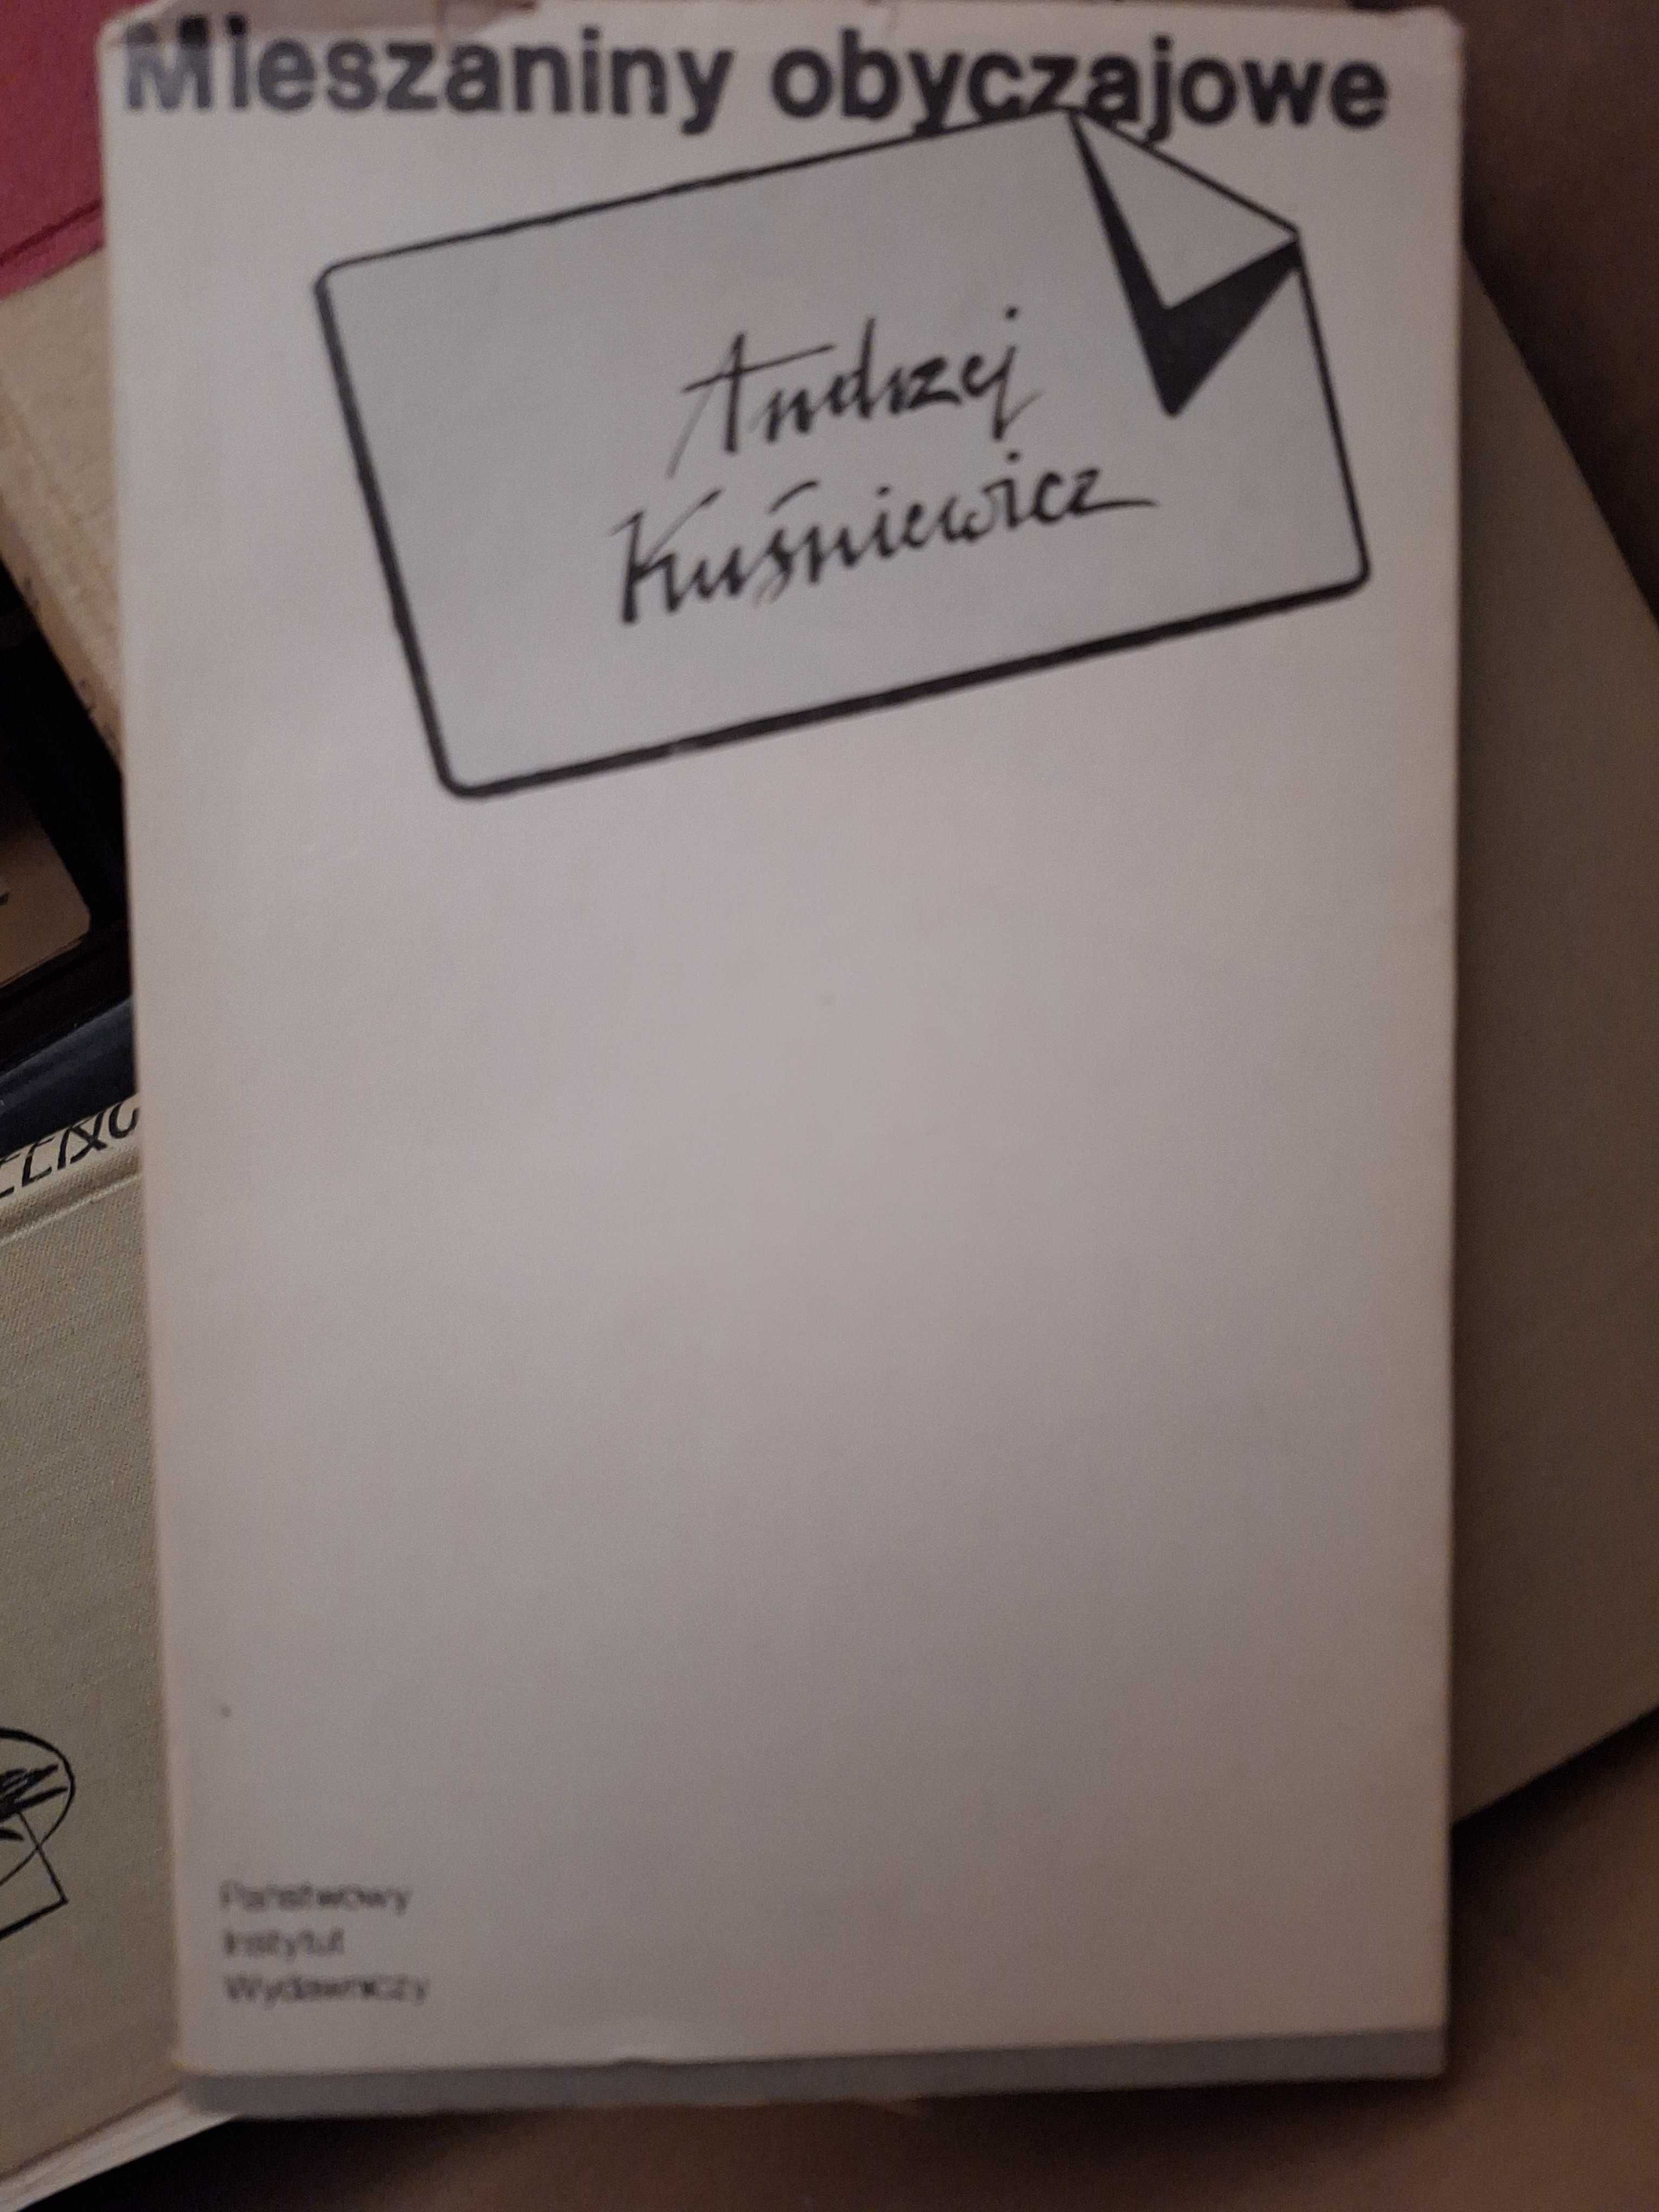 Mieszaniny obyczajowe
Andrzej
Kuśniewicz
Państwowy
Instytut
Wydawniczy